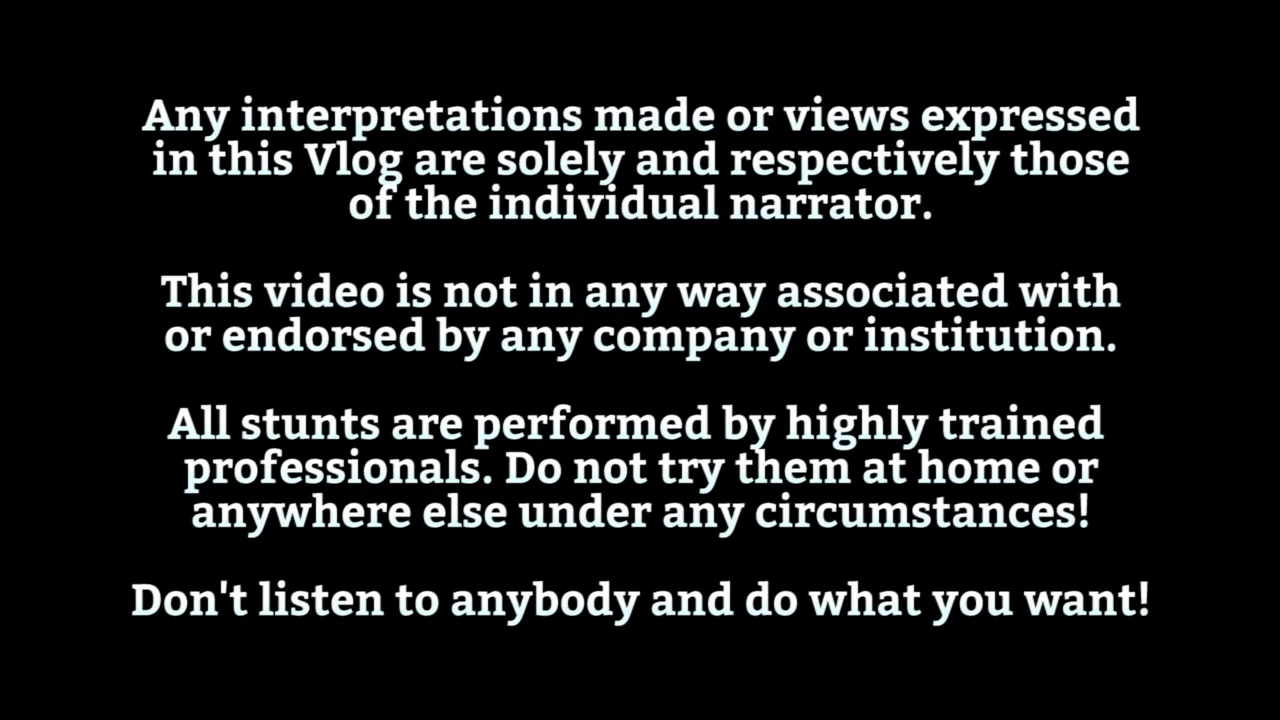 Any interpretations made or views expressed
in this Vlog are solely and respectively those
of the individual narrator.
This video is not in any way associated with
or endorsed by any company or institution.
All stunts are performed by highly trained
professionals. Do not try them at home or
anywhere else under any circumstances!
Don't listen to anybody and do what you want!